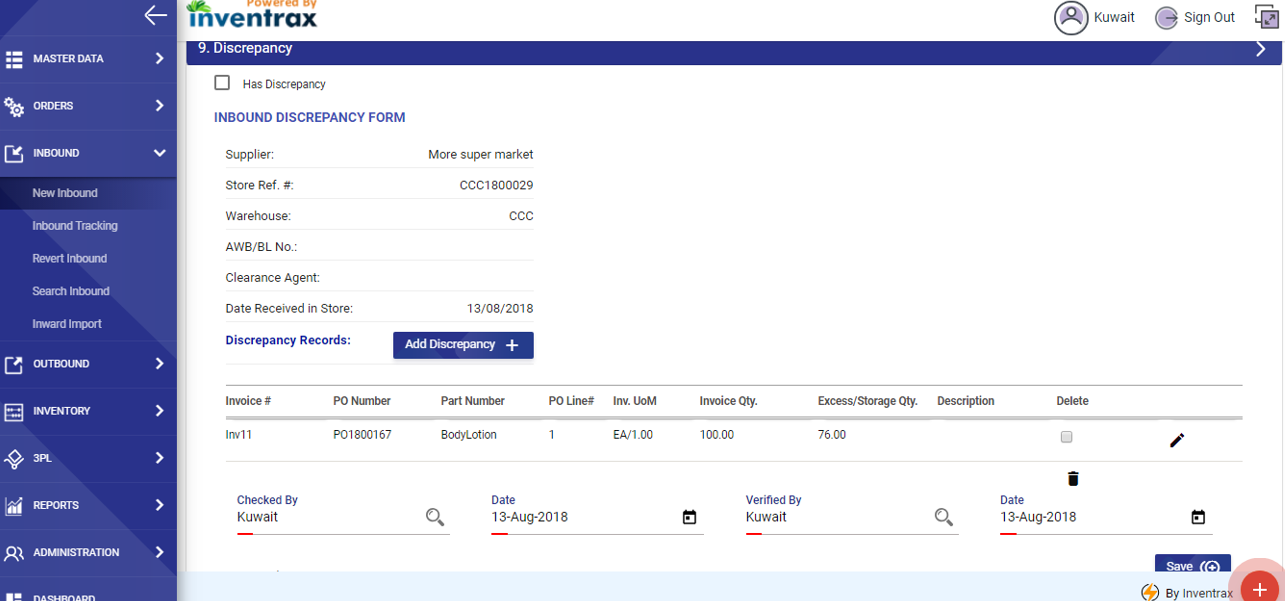 Powered By
inventrax
Kuwait
Sign Out
9. Discrepancy
MASTER DATA
ORDERS
INBOUND
New Inbound
Inbound Tracking
Revert Inbound
Search Inbound
Inward Import
OUTBOUND
INVENTORY
3PL
REPORTS
ADMINISTRATION
DASHBOARD
Has Discrepancy
INBOUND DISCREPANCY FORM
Supplier: More super market
Store Ref. #: CCC1800029
Warehouse: CCC
AWB/BL No.:
Clearance Agent:
Date Received in Store: 13/08/2018
Discrepancy Records: Add Discrepancy +
Invoice # PO Number Part Number PO Line# Inv. UoM Invoice Qty. Excess/Storage Qty. Description Delete
Inv11 PO1800167 BodyLotion 1 EA/1.00 100.00 76.00
Checked By Date Verified By Date
Kuwait 13-Aug-2018 Kuwait 13-Aug-2018
Save
By Inventrax